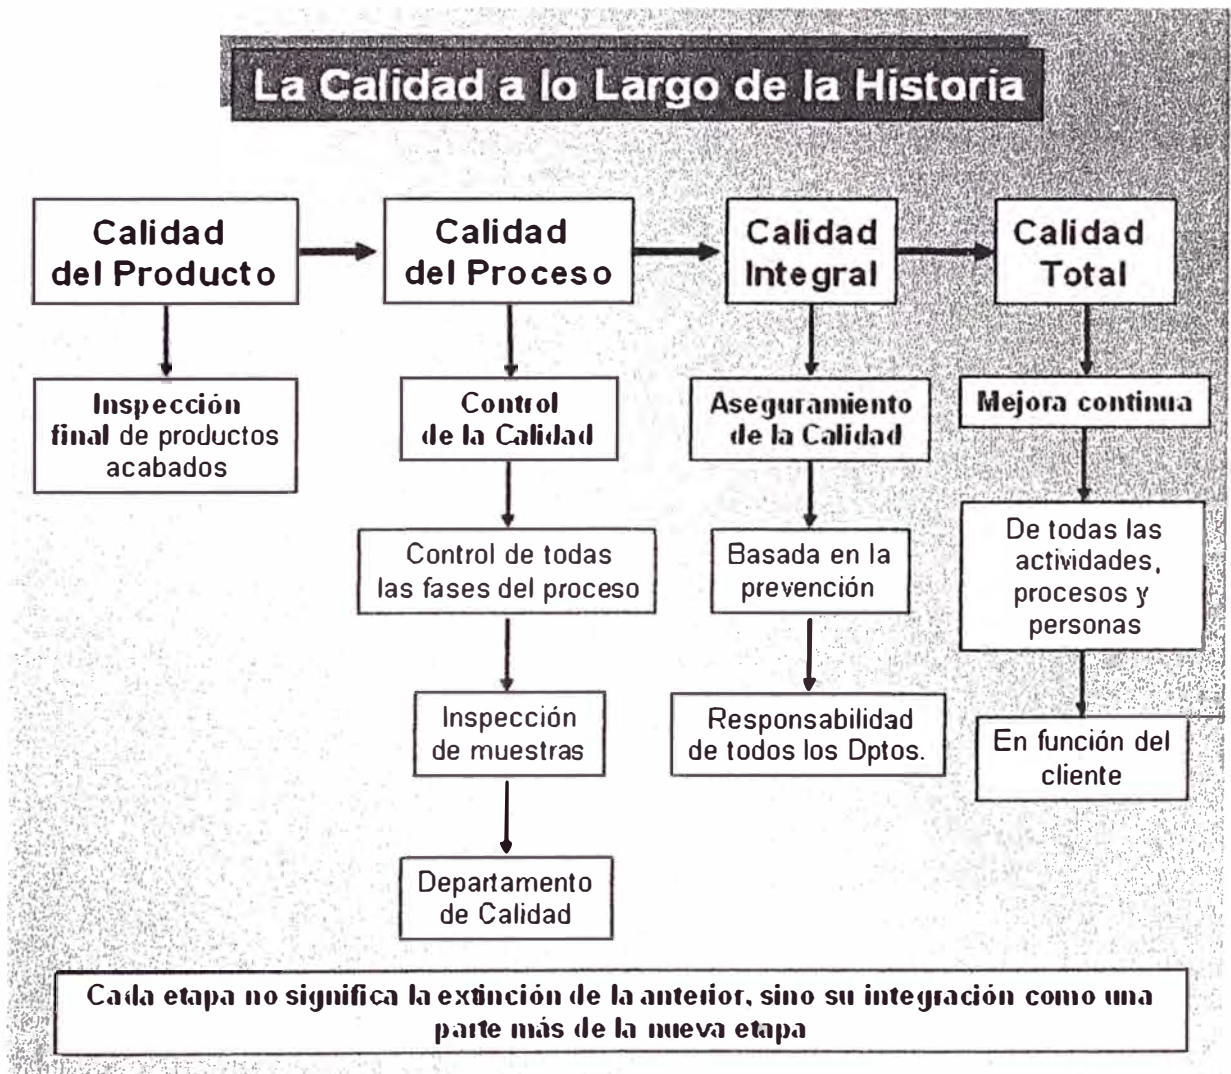 La Calidad a lo Largo de la Historia
Calidad
del Producto
Calidad
del Proceso
Calidad
Integral
Calidad
Total
Inspección
final de productos
acabados
Control
de la Calidad
Aseguramiento
de la Calidad
Mejora continua
Control de todas
las fases del proceso
Basada en la
prevención
De todas las
actividades,
procesos y
personas
Inspección
de muestras
Responsabilidad
de todos los Dptos.
En función del
cliente
Departamento
de Calidad
Cada etapa no significa la extinción de la anterior, sino su integración como una
parte más de la nueva etapa